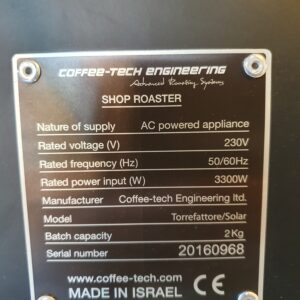 COFFEE-TECH ENGINEERING
Advanced Roasting Systems
SHOP ROASTER
Nature of supply AC powered appliance
Rated voltage (V) 230V
Rated frequency (Hz) 50/60Hz
Rated power input (W) 3300W
Manufacturer Coffee-tech Engineering ltd.
Model Torrefattore/Solar
Batch capacity 2Kg
Serial number 20160968
www.coffee-tech.com
MADE IN ISRAEL CE